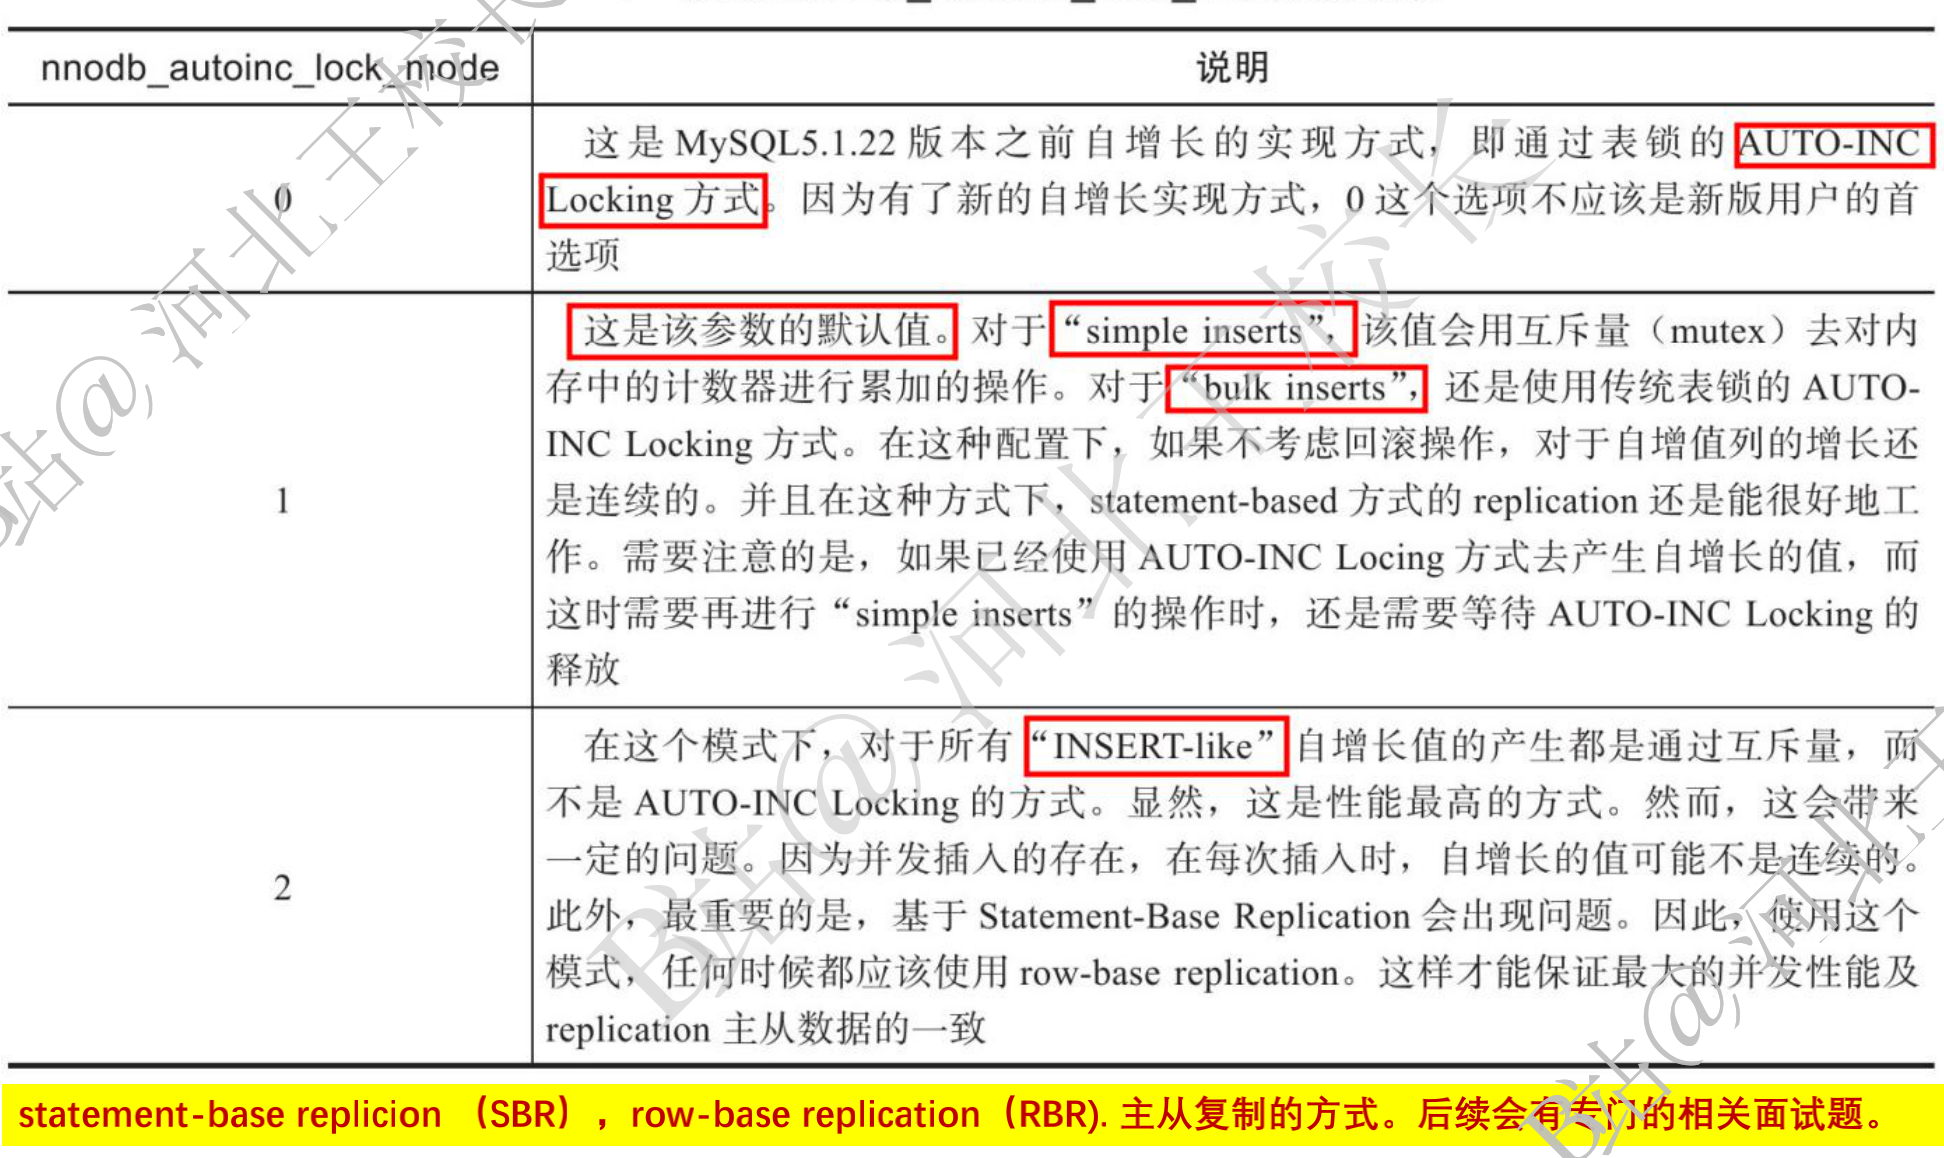 nnodb_autoinc_lock_mode
说明
0
这是 MySQL5.1.22 版本之前自增长的实现方式，即通过表锁的 AUTO-INC
Locking 方式。因为有了新的自增长实现方式，0 这个选项不应该是新版用户的首
选项
1
这是该参数的默认值。对于“simple inserts”，该值会用互斥量（mutex）去对内
存中的计数器进行累加的操作。对于“bulk inserts”，还是使用传统表锁的 AUTO-
INC Locking 方式。在这种配置下，如果不考虑回滚操作，对于自增值列的增长还
是连续的。并且在这种方式下，statement-based 方式的 replication 还是能很好地工
作。需要注意的是，如果已经使用 AUTO-INC Locing 方式去产生自增长的值，而
这时需要再进行“simple inserts”的操作时，还是需要等待 AUTO-INC Locking 的
释放
2
在这个模式下，对于所有“INSERT-like”自增长值的产生都是通过互斥量，而
不是 AUTO-INC Locking 的方式。显然，这是性能最高的方式。然而，这会带来
一定的问题。因为并发插入的存在，在每次插入时，自增长的值可能不是连续的。
此外，最重要的是，基于 Statement-Base Replication 会出现问题。因此，使用这个
模式，任何时候都应该使用 row-base replication。这样才能保证最大的并发性能及
replication 主从数据的一致
statement-base replicion （SBR），row-base replication（RBR). 主从复制的方式。后续会有专门的相关面试题。
B站@河北王校长
B站@河北王校长
B站@河北王